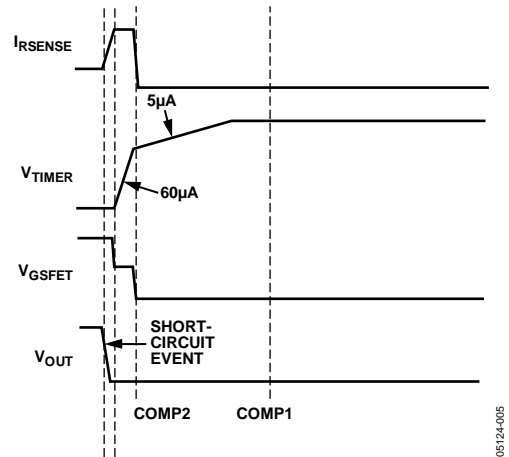 IRSENSE
5µA
VTIMER
60µA
VGSFET
SHORT-
CIRCUIT
EVENT
VOUT
COMP2
COMP1
05124-005